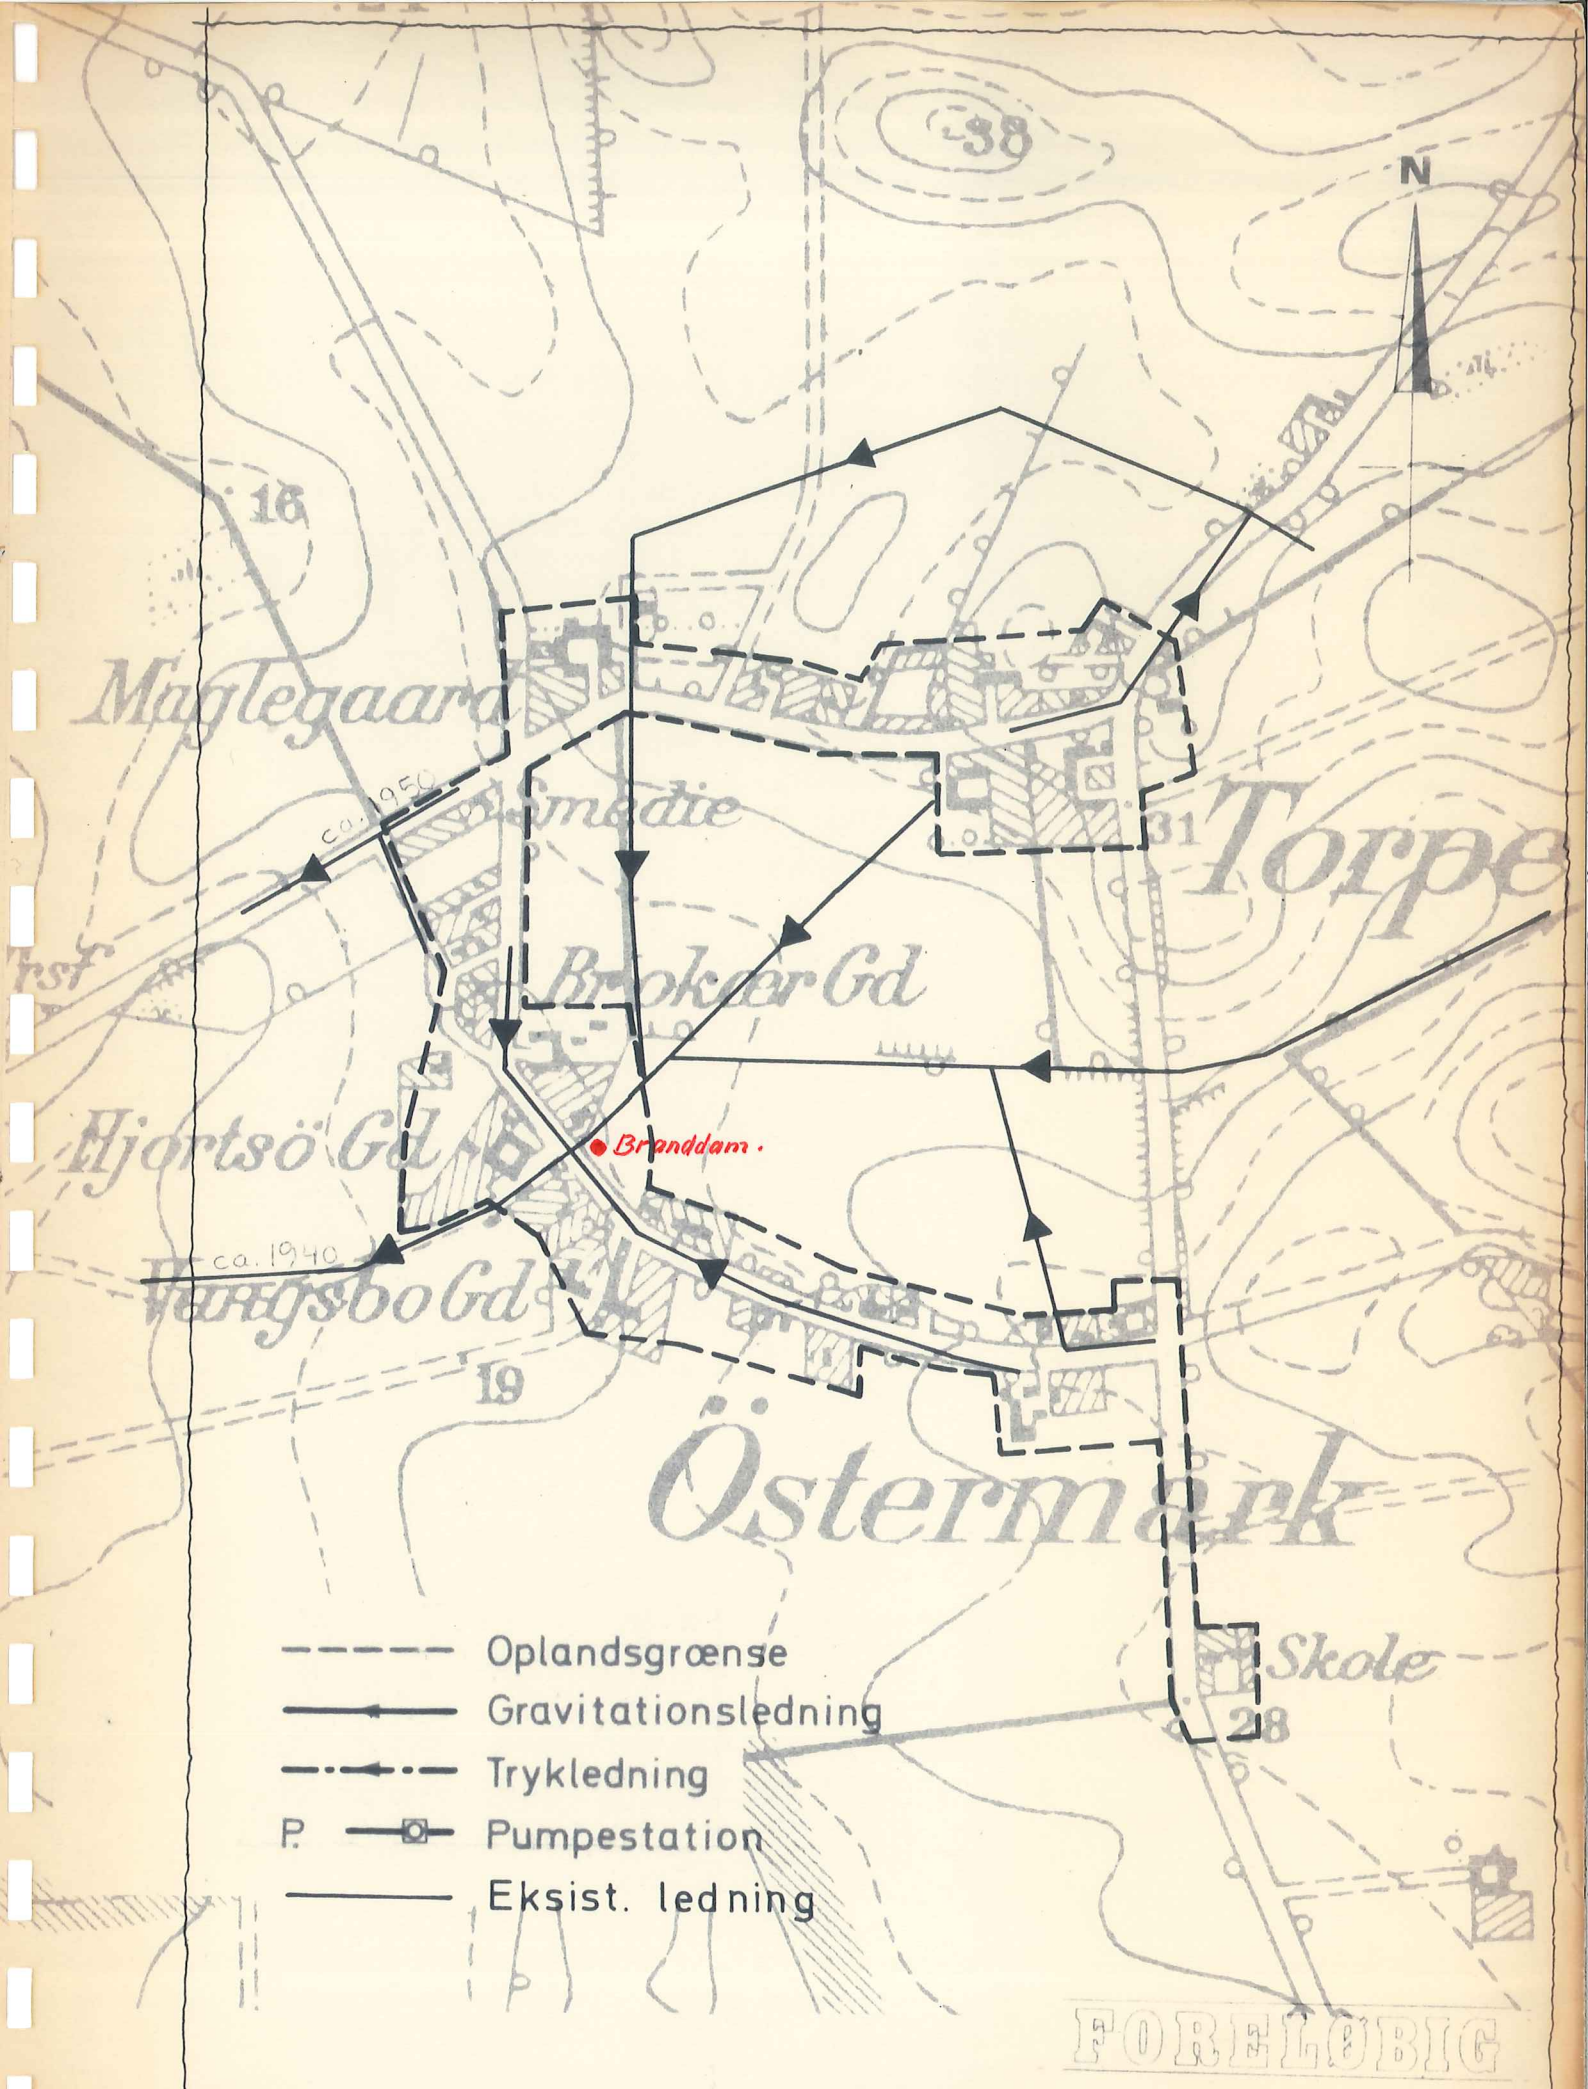 38
N
16
Maglegaard
ca. 1950
Smedie
31
Torpe
Trsf
Brokær Gd
Hjortsö Gd
Branddam.
ca. 1940
Vangsbo Gd
19
Östermark
Oplandsgrænse
Skole
Gravitationsledning
28
Trykledning
P. Pumpestation
Eksist. ledning
FORELØBIG